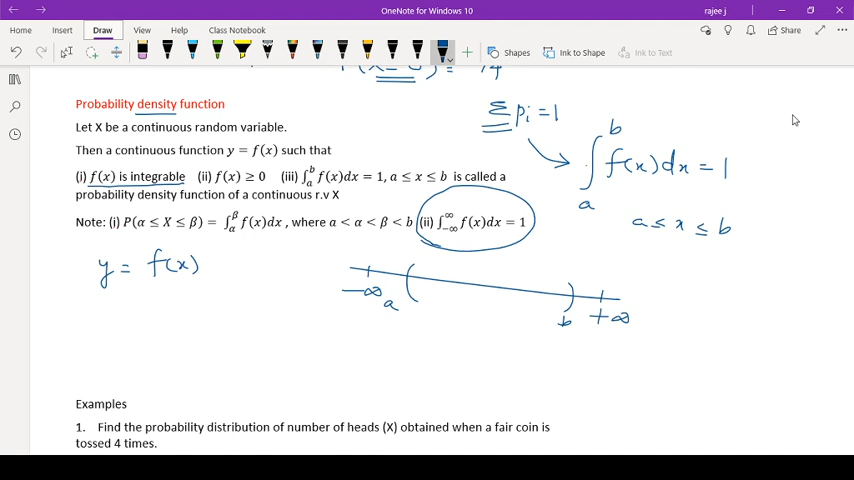 OneNote for Windows 10
rajee j
Home Insert Draw View Help Class Notebook
Share
Shapes Ink to Shape Ink to Text
Probability density function
Σ pi = 1
Let X be a continuous random variable.
Then a continuous function y = f(x) such that
∫_a^b f(x)dx = 1
(i) f(x) is integrable (ii) f(x) ≥ 0 (iii) ∫_a^b f(x)dx = 1, a ≤ x ≤ b is called a
probability density function of a continuous r.v X
a ≤ x ≤ b
Note: (i) P(α ≤ X ≤ β) = ∫_α^β f(x)dx , where a < α < β < b (ii) ∫_{-∞}^{∞} f(x)dx = 1
y = f(x)
-∞ a b +∞
Examples
1. Find the probability distribution of number of heads (X) obtained when a fair coin is
tossed 4 times.